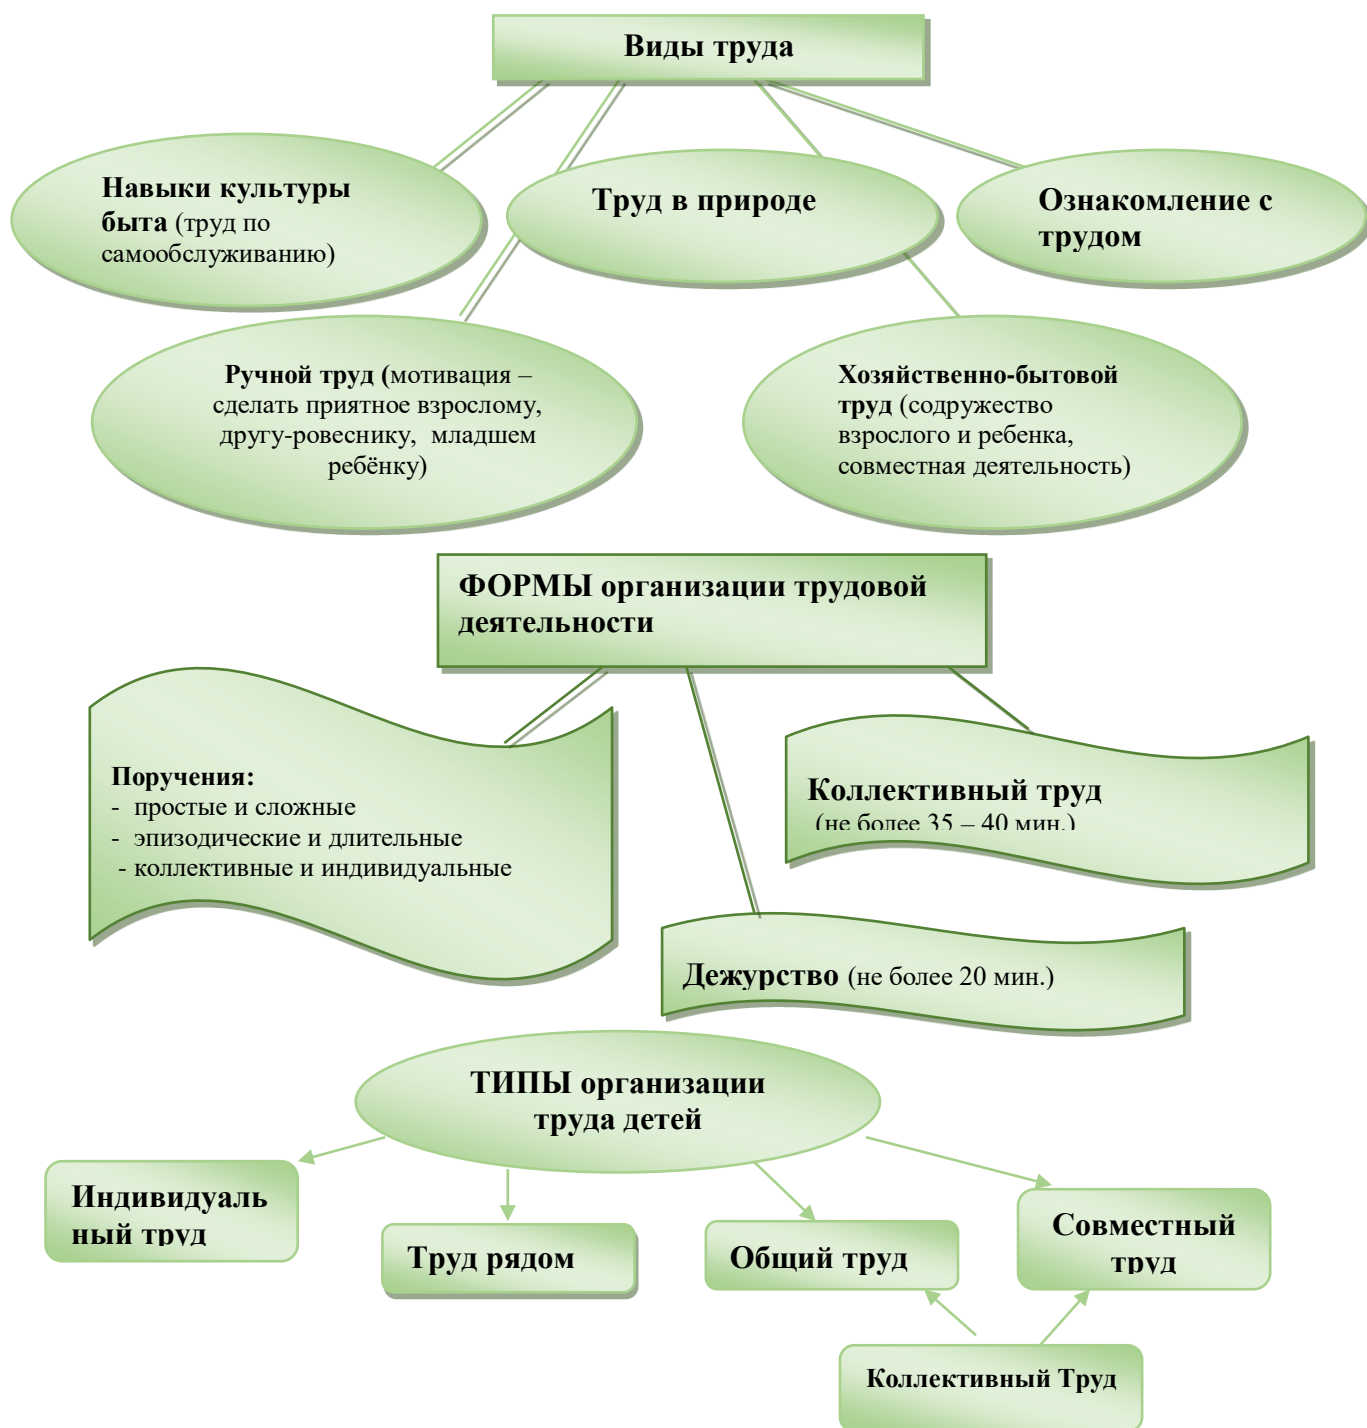 Виды труда
Навыки культуры
быта (труд по
самообслуживанию)
Труд в природе
Ознакомление с
трудом
Ручной труд (мотивация –
сделать приятное взрослому,
другу-ровеснику,  младшем
ребёнку)
Хозяйственно-бытовой
труд (содружество
взрослого и ребенка,
совместная деятельность)
ФОРМЫ организации трудовой
деятельности
Поручения:
-  простые и сложные
-  эпизодические и длительные
- коллективные и индивидуальные
Коллективный труд
(не более 35 – 40 мин.)
Дежурство (не более 20 мин.)
ТИПЫ организации
труда детей
Индивидуаль
ный труд
Труд рядом
Общий труд
Совместный
труд
Коллективный Труд